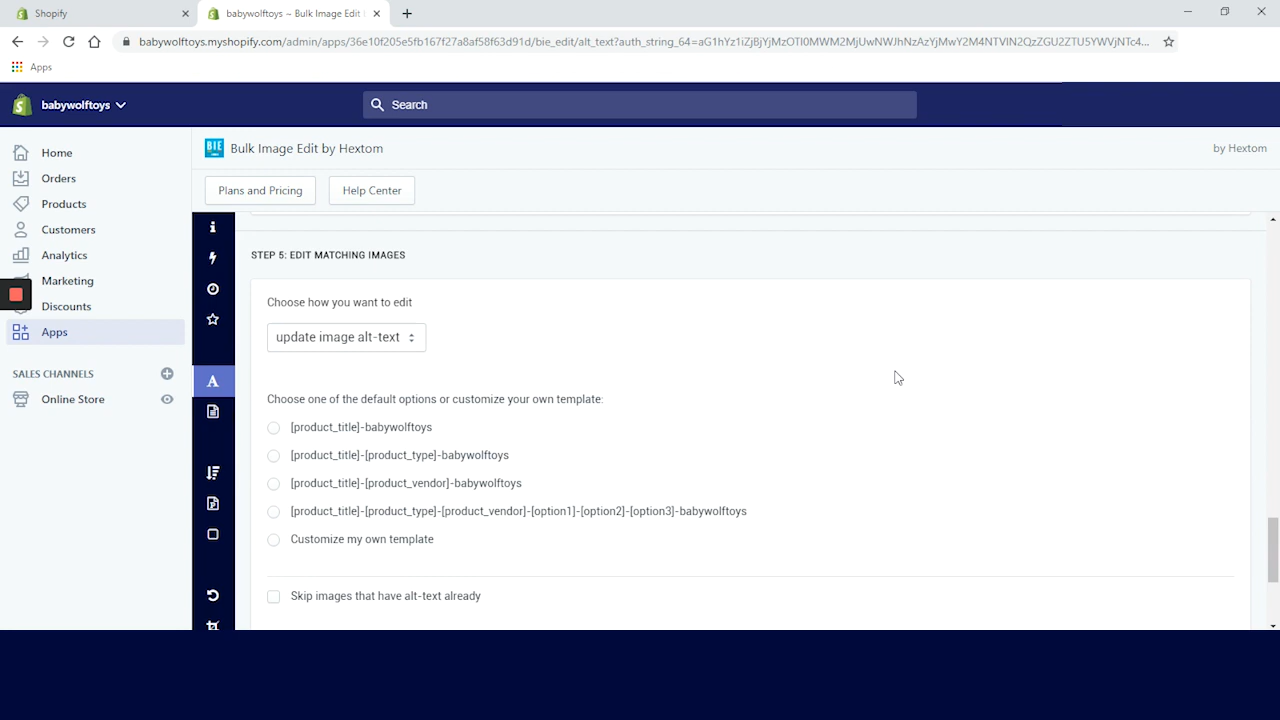 Shopify
babywolftoys ~ Bulk Image Edit
babywolftoys.myshopify.com/admin/apps/36e10f205e5fb167f27a8af58f63d91d/bie_edit/alt_text?auth_string_64=aG1hYz1iZjBjYjMzOTI0MWM2MjUwNWJhNzAzYjMwY2M4NTVlN2QzZGU2ZTU5YWVjNTc4...
Apps
babywolftoys
Search
Home
Orders
Products
Customers
Analytics
Marketing
Discounts
Apps
SALES CHANNELS
Online Store
BIE
Bulk Image Edit by Hextom
by Hextom
Plans and Pricing
Help Center
STEP 5: EDIT MATCHING IMAGES
Choose how you want to edit
update image alt-text
Choose one of the default options or customize your own template:
[product_title]-babywolftoys
[product_title]-[product_type]-babywolftoys
[product_title]-[product_vendor]-babywolftoys
[product_title]-[product_type]-[product_vendor]-[option1]-[option2]-[option3]-babywolftoys
Customize my own template
Skip images that have alt-text already